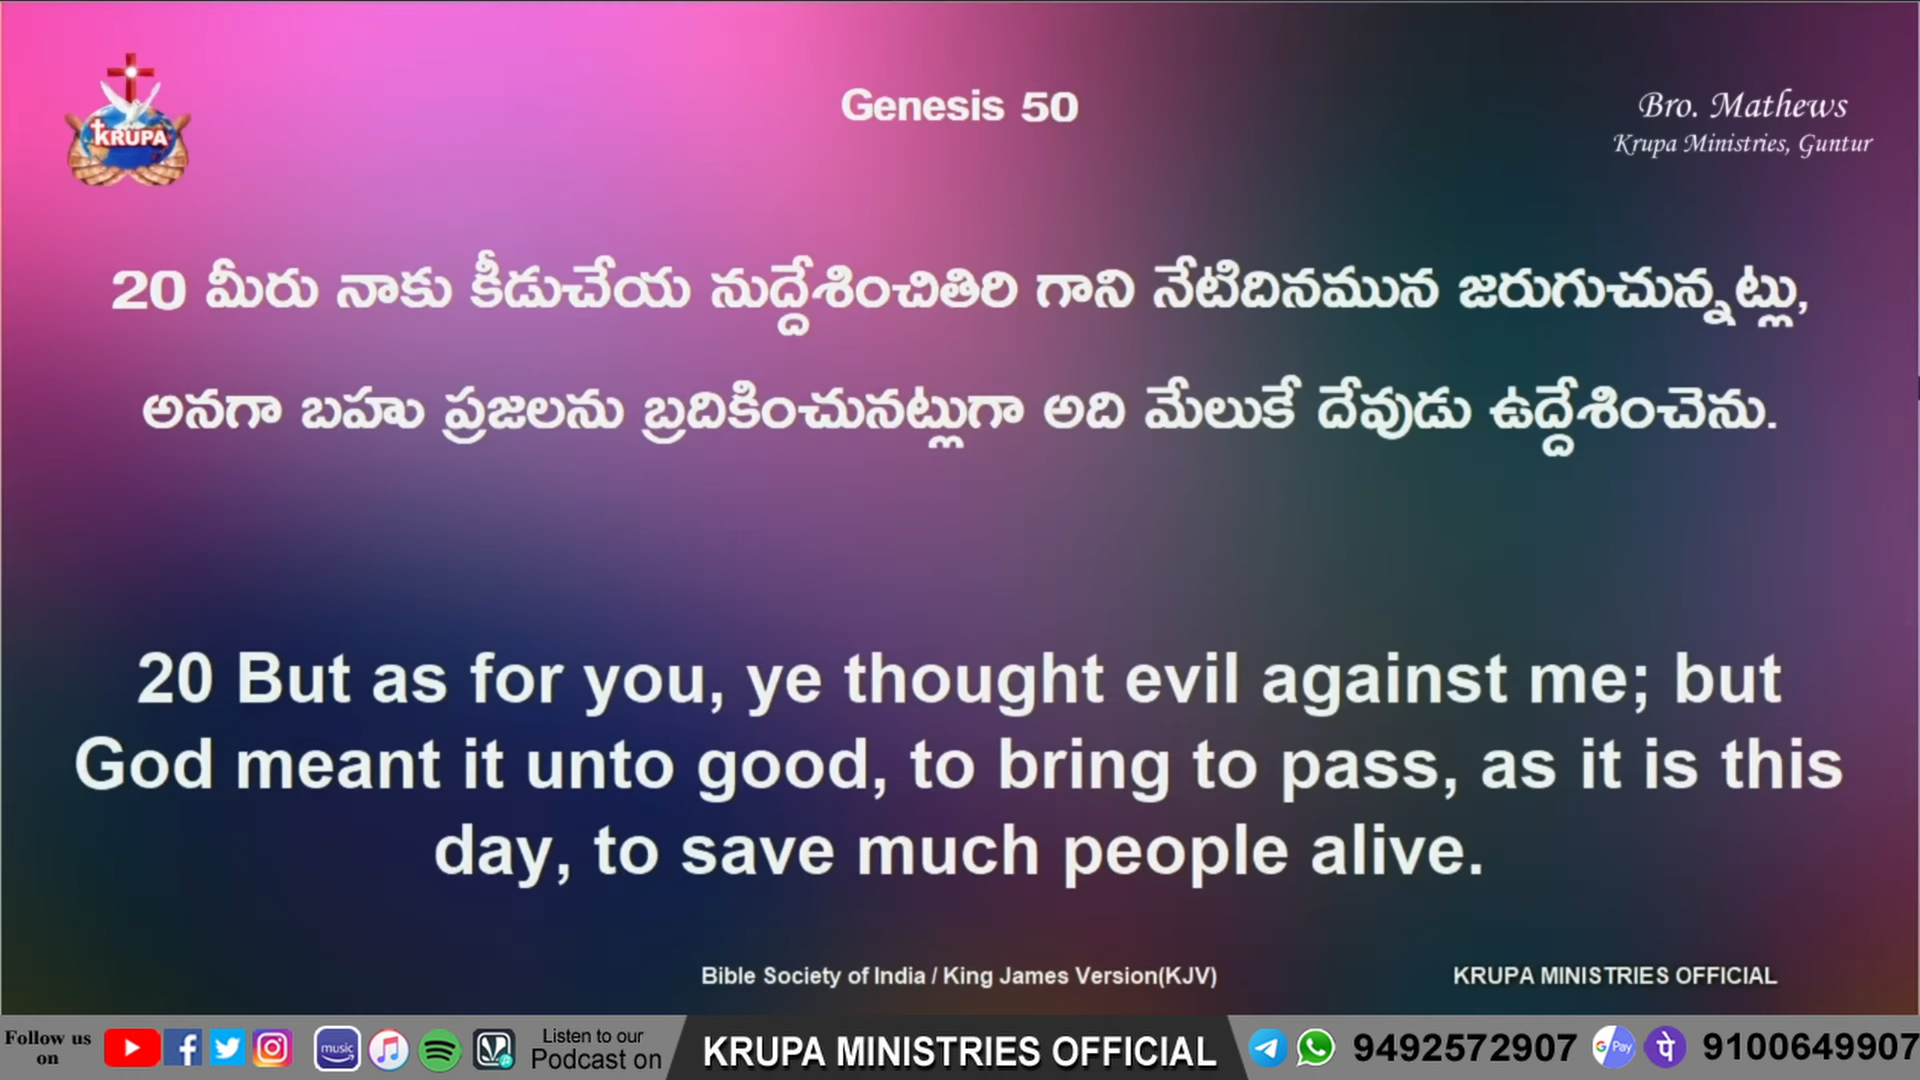 Genesis 50
Bro. Mathews
Krupa Ministries, Guntur
KRUPA
20 మీరు నాకు కీడుచేయ నుద్దేశించితిరి గాని నేటిదినమున జరుగుచున్నట్లు,
అనగా బహు ప్రజలను బ్రదికించునట్లుగా అది మేలుకే దేవుడు ఉద్దేశించెను.
20 But as for you, ye thought evil against me; but
God meant it unto good, to bring to pass, as it is this
day, to save much people alive.
Bible Society of India / King James Version(KJV)
KRUPA MINISTRIES OFFICIAL
Follow us
on
music
Listen to our
Podcast on
KRUPA MINISTRIES OFFICIAL
9492572907
G Pay
पे
9100649907